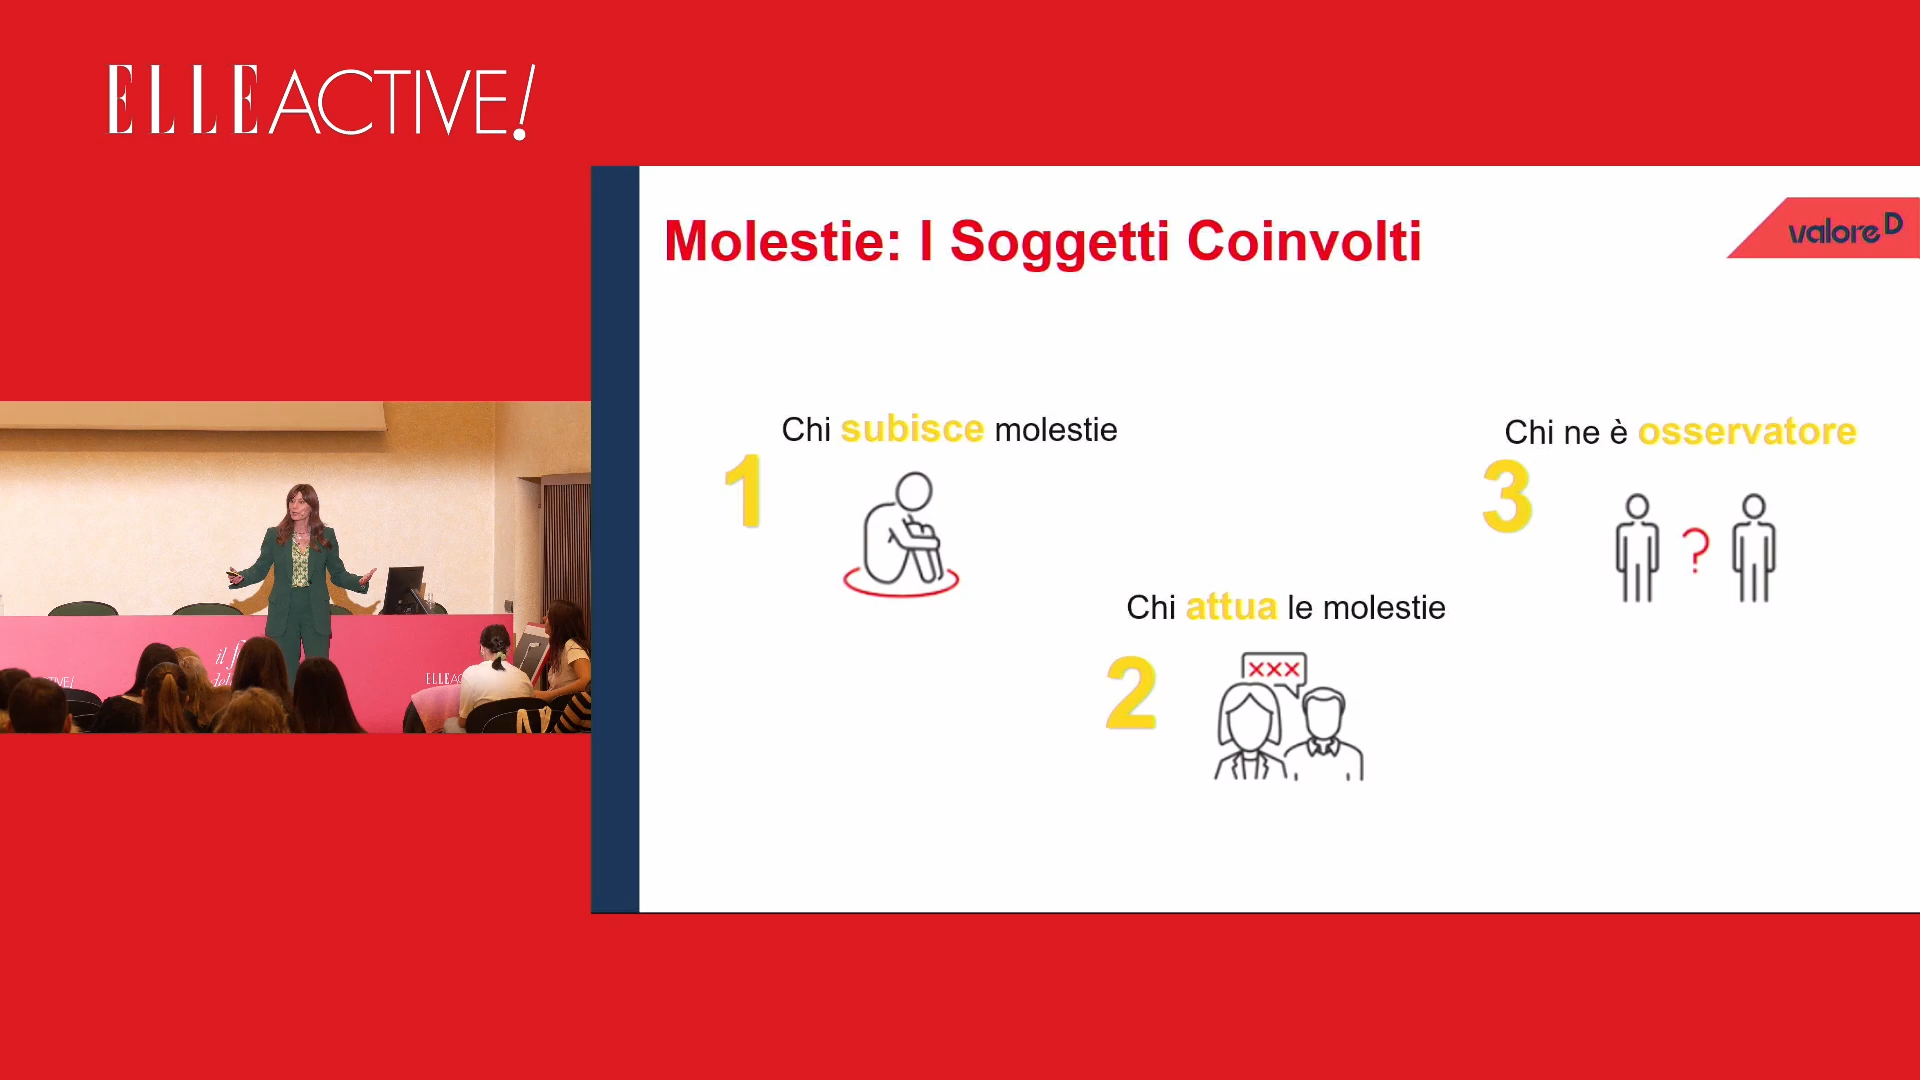 ELLE ACTIVE!
Molestie: I Soggetti Coinvolti
valore D
Chi subisce molestie
1
Chi ne è osservatore
3
?
Chi attua le molestie
2
xxx
il